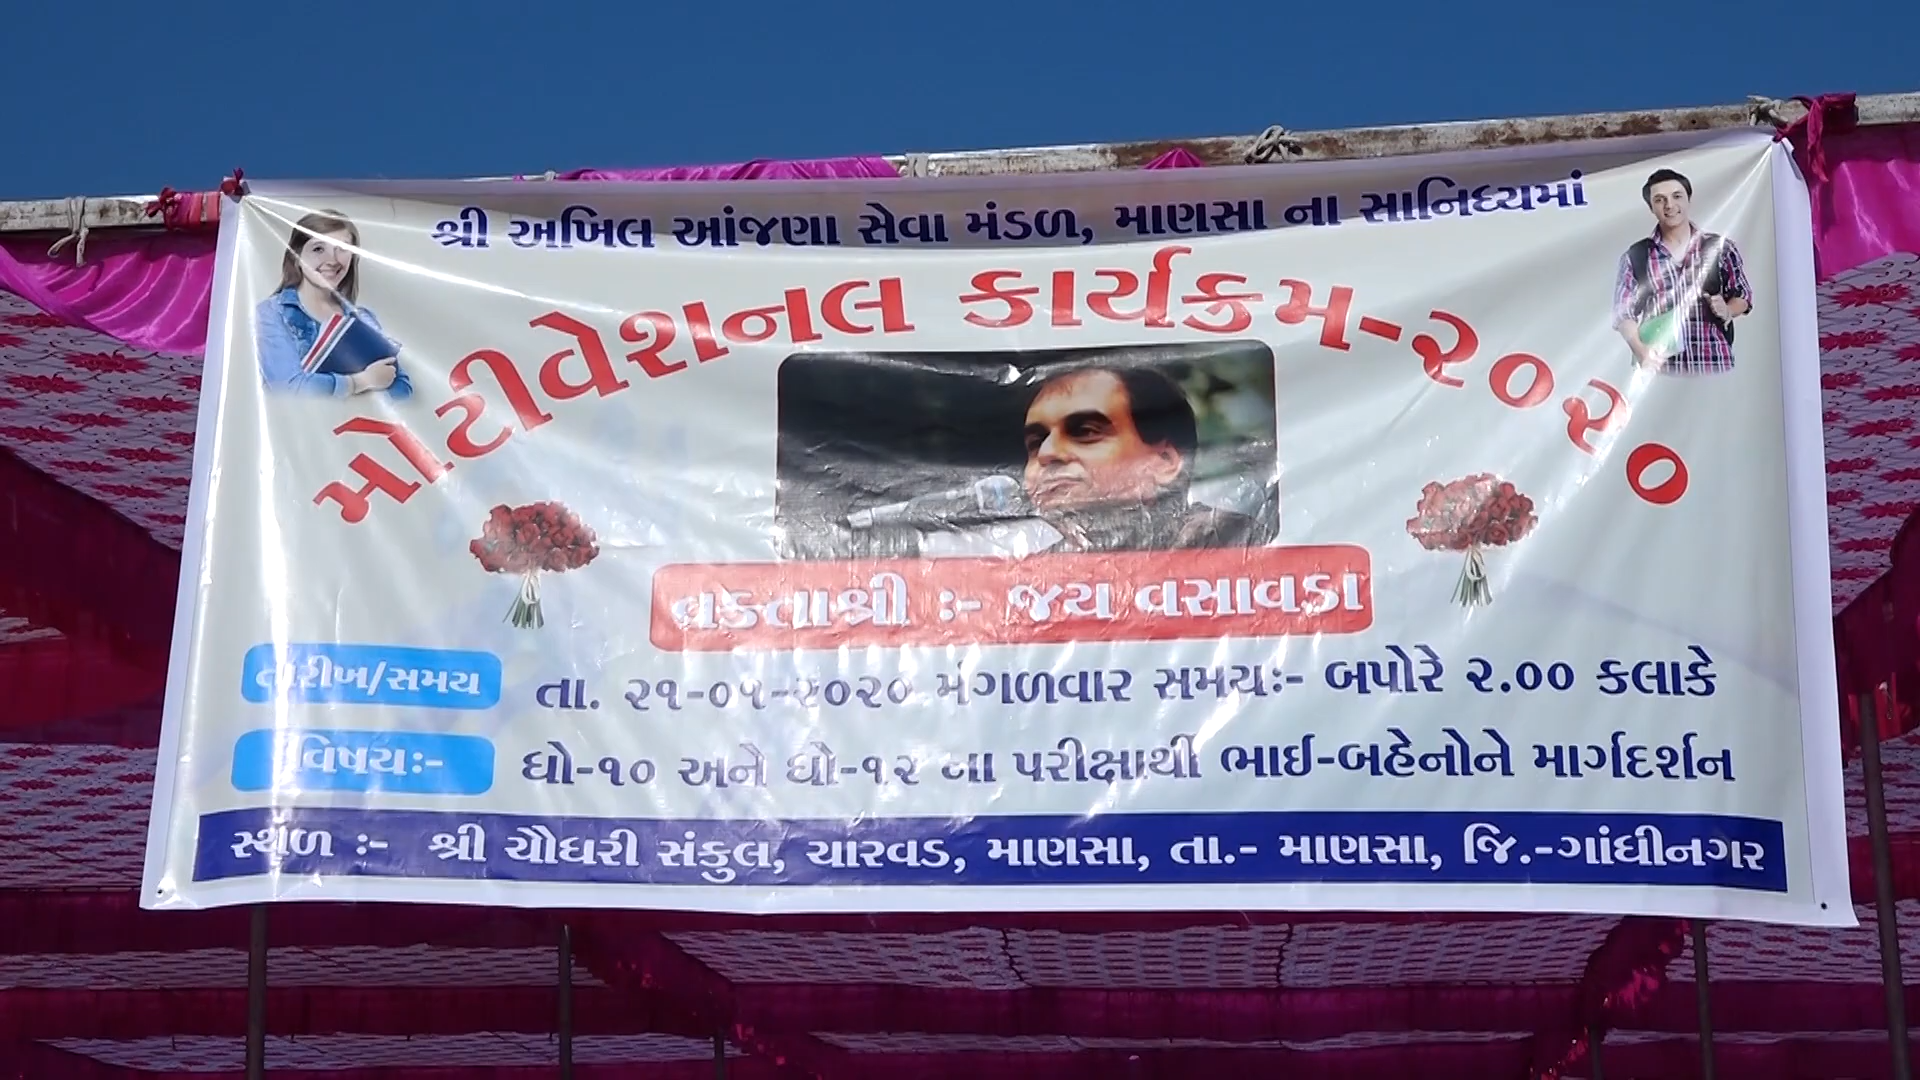 શ્રી અખિલ આંજણા સેવા મંડળ, માણસા ના સાનિધ્યમાં
મોટીવેશનલ કાર્યક્રમ-૨૦૨૦
વકતાશ્રી :- જય વસાવડા
તારીખ/સમય તા. ૨૧-૦૧-૨૦૨૦ મંગળવાર સમય:- બપોરે ૨.૦૦ કલાકે
વિષય:- ધો-૧૦ અને ધો-૧૨ ના પરીક્ષાર્થી ભાઈ-બહેનોને માર્ગદર્શન
સ્થળ :- શ્રી ચૌધરી સંકુલ, ચારવડ, માણસા, તા.- માણસા, જિ.-ગાંધીનગર